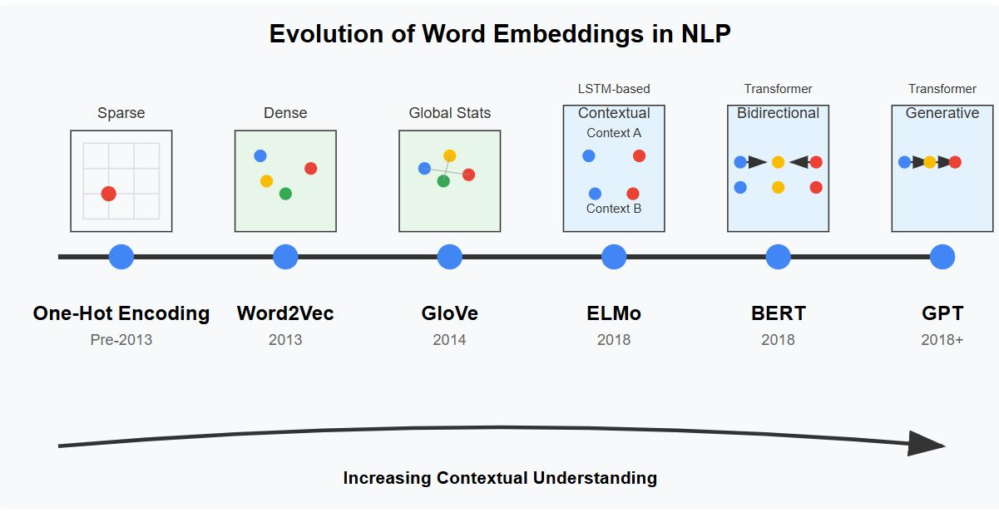 Evolution of Word Embeddings in NLP
LSTM-based
Transformer
Transformer
Sparse
Dense
Global Stats
Contextual
Bidirectional
Generative
Context A
Context B
One-Hot Encoding
Word2Vec
GloVe
ELMo
BERT
GPT
Pre-2013
2013
2014
2018
2018
2018+
Increasing Contextual Understanding